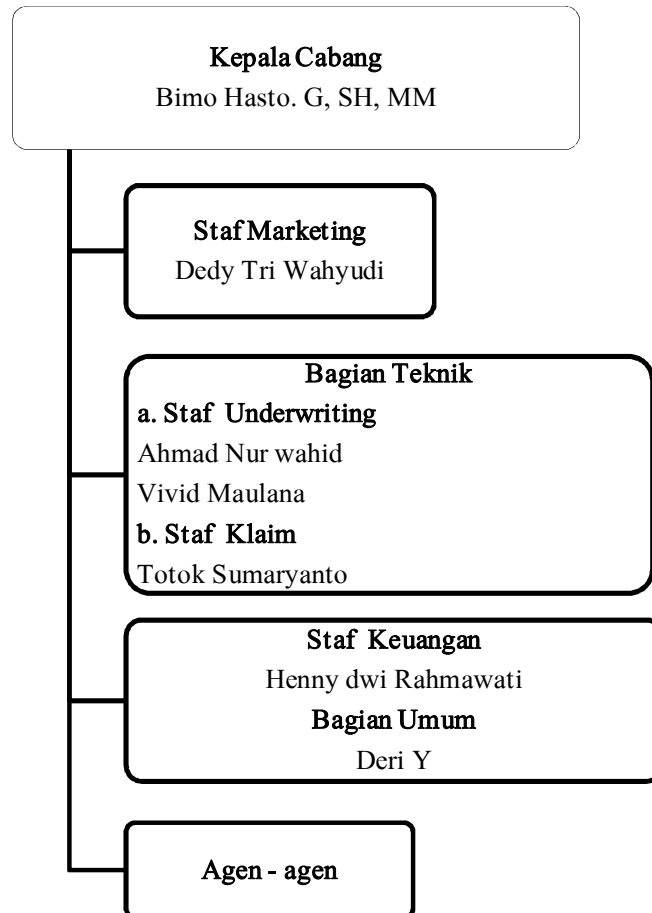 Kepala Cabang
Bimo Hasto. G, SH, MM
Staf Marketing
Dedy Tri Wahyudi
Bagian Teknik
a. Staf Underwriting
Ahmad Nur wahid
Vivid Maulana
b. Staf Klaim
Totok Sumaryanto
Staf Keuangan
Henny dwi Rahmawati
Bagian Umum
Deri Y
Agen - agen